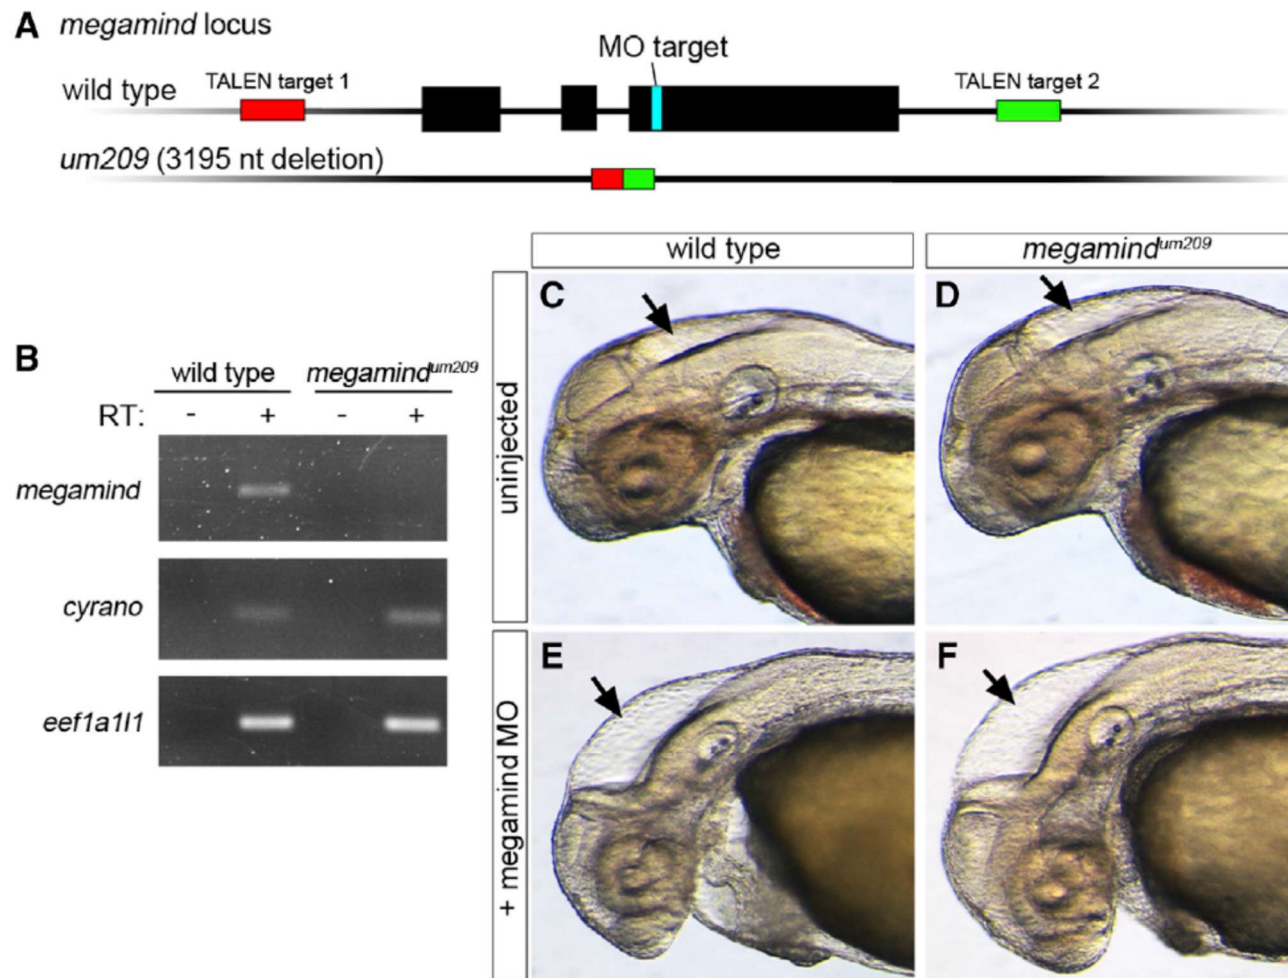 A megamind locus
MO target
wild type TALEN target 1 TALEN target 2
um209 (3195 nt deletion)
wild type megamindum209
C D
uninjected
B
wild type megamindum209
RT: - + - +
megamind
cyrano
eef1a1l1
E F
+ megamind MO